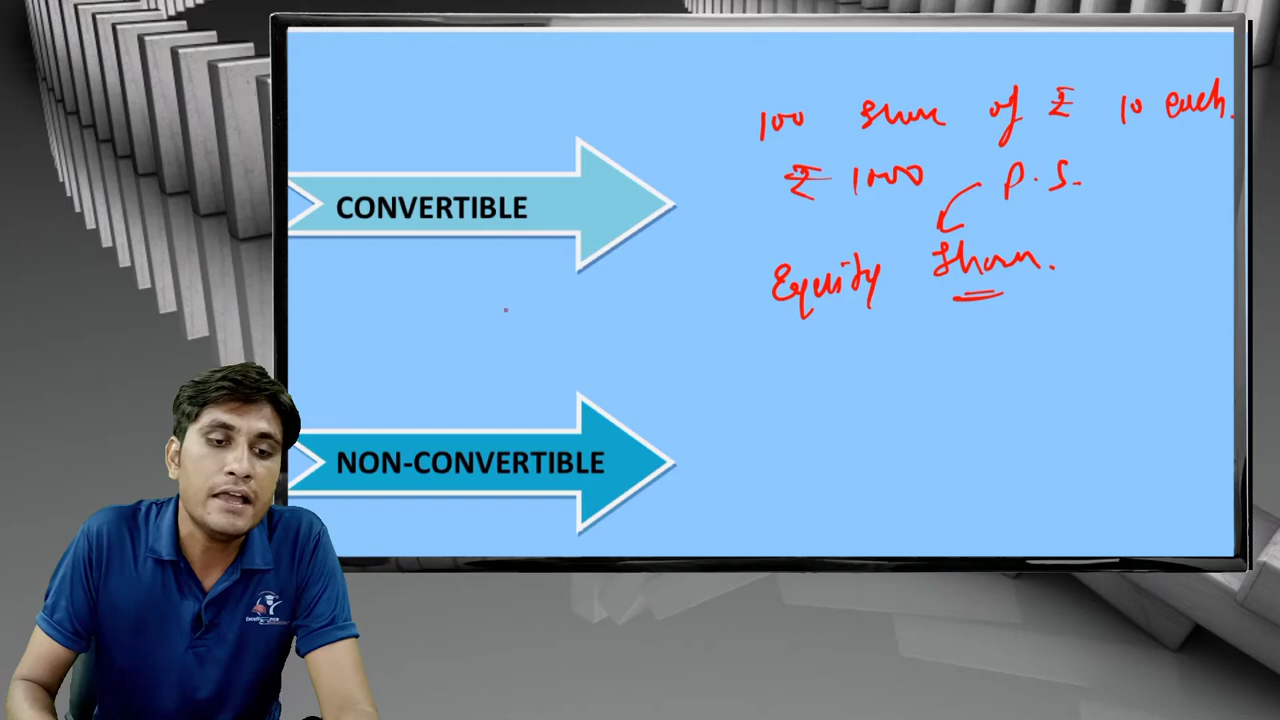 100 share of ₹ 10 each.
₹ 1000 P.S.
CONVERTIBLE
Equity Share.
NON-CONVERTIBLE